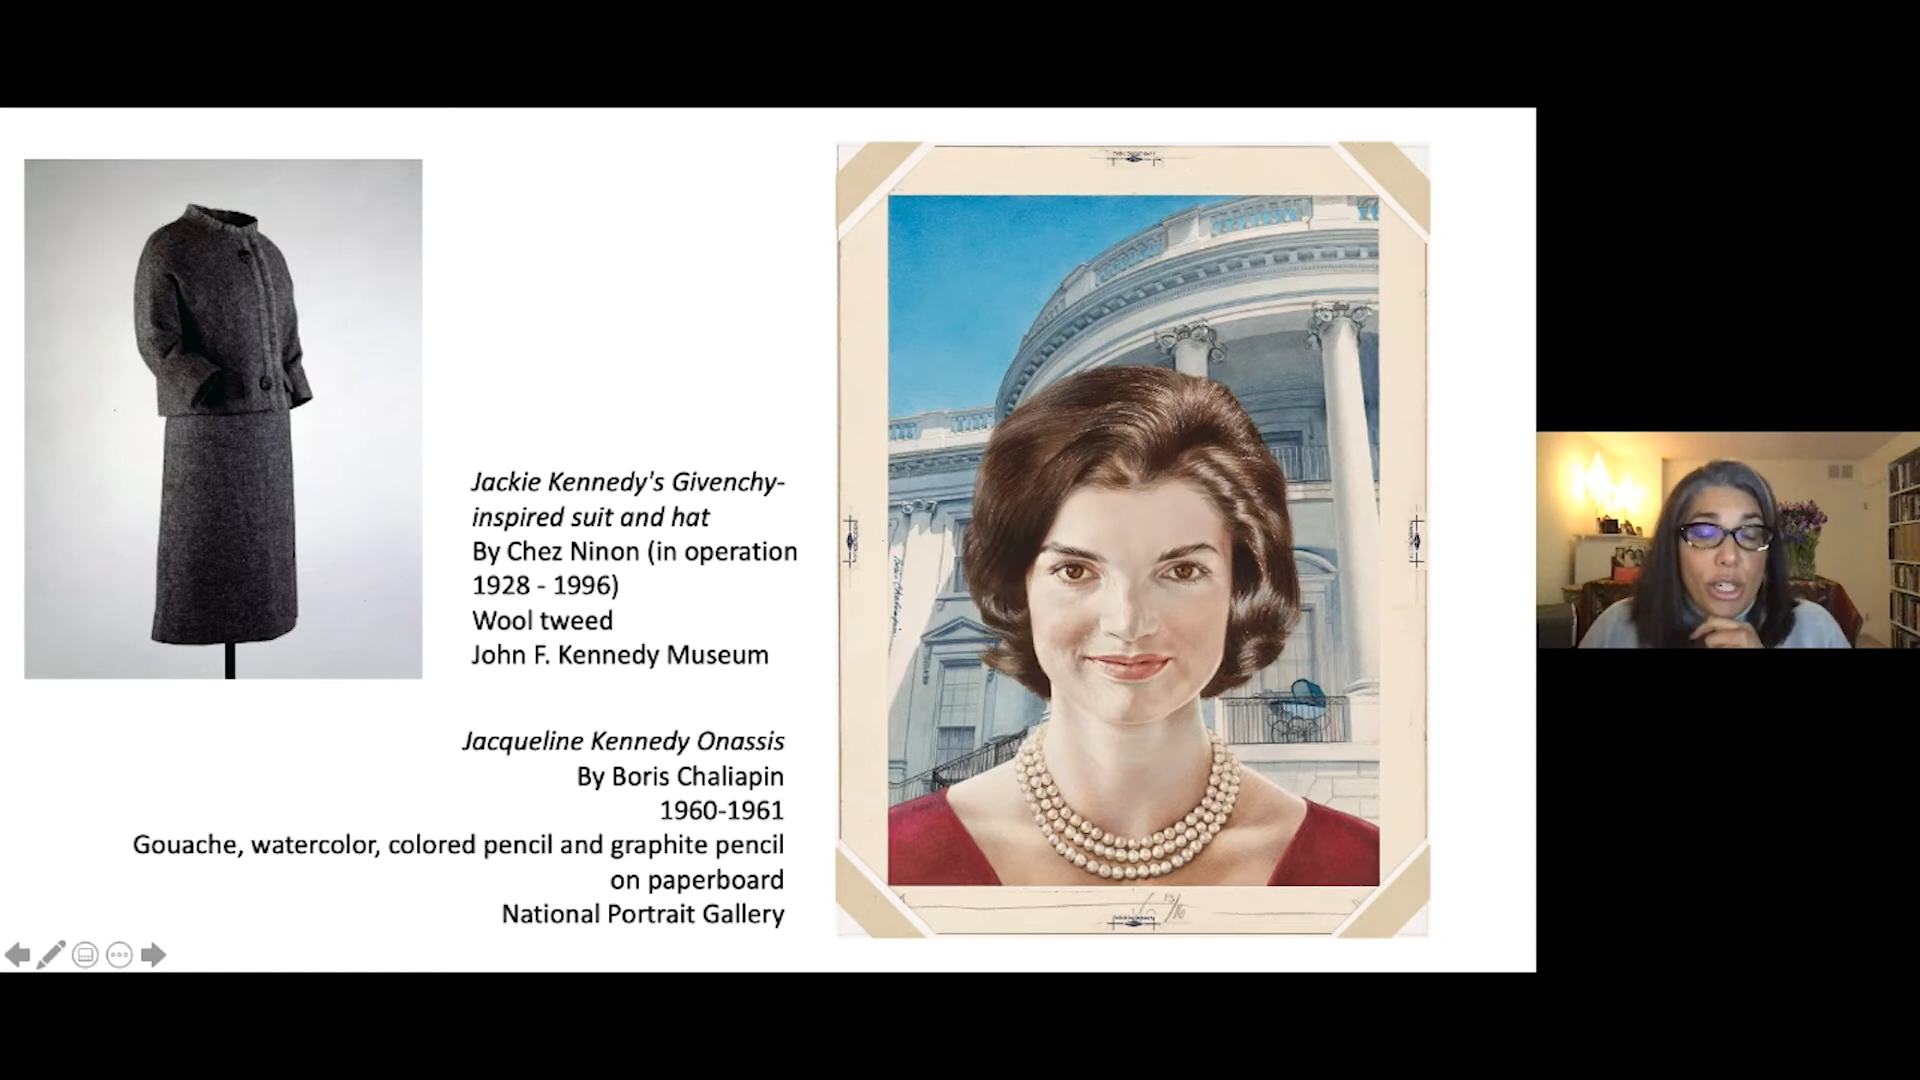 Jackie Kennedy's Givenchy-
inspired suit and hat
By Chez Ninon (in operation
1928 - 1996)
Wool tweed
John F. Kennedy Museum
Jacqueline Kennedy Onassis
By Boris Chaliapin
1960-1961
Gouache, watercolor, colored pencil and graphite pencil
on paperboard
National Portrait Gallery